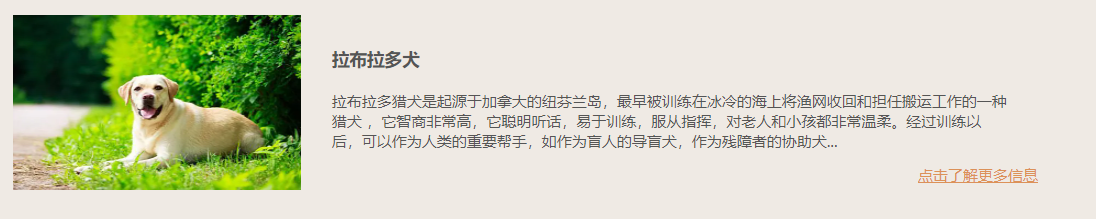 拉布拉多犬
拉布拉多猎犬是起源于加拿大的纽芬兰岛，最早被训练在冰冷的海上将渔网收回和担任搬运工作的一种
猎犬 ，它智商非常高，它聪明听话，易于训练，服从指挥，对老人和小孩都非常温柔。经过训练以
后，可以作为人类的重要帮手，如作为盲人的导盲犬，作为残障者的协助犬...
点击了解更多信息